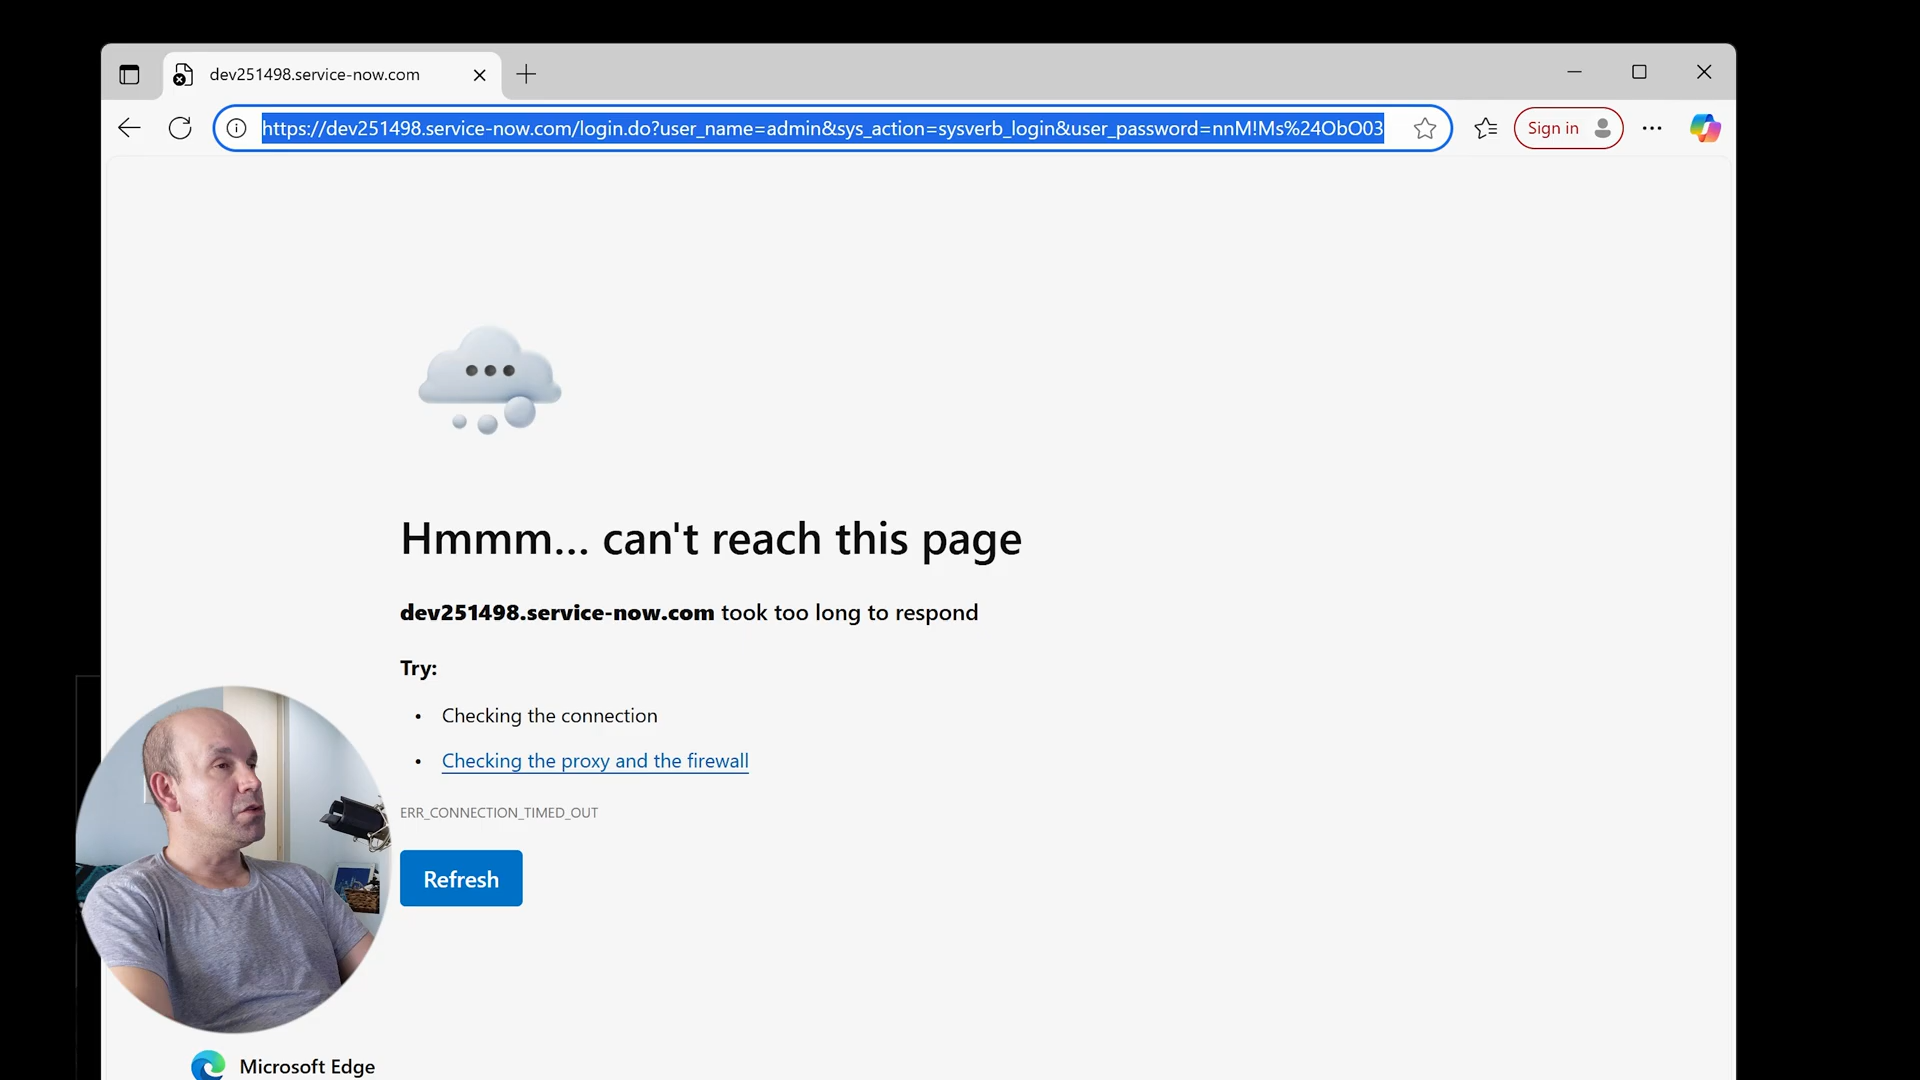 dev251498.service-now.com
https://dev251498.service-now.com/login.do?user_name=admin&sys_action=sysverb_login&user_password=nnM!Ms%24ObO03
Sign in
Hmmm... can't reach this page
dev251498.service-now.com took too long to respond
Try:
• Checking the connection
• Checking the proxy and the firewall
ERR_CONNECTION_TIMED_OUT
Refresh
Microsoft Edge